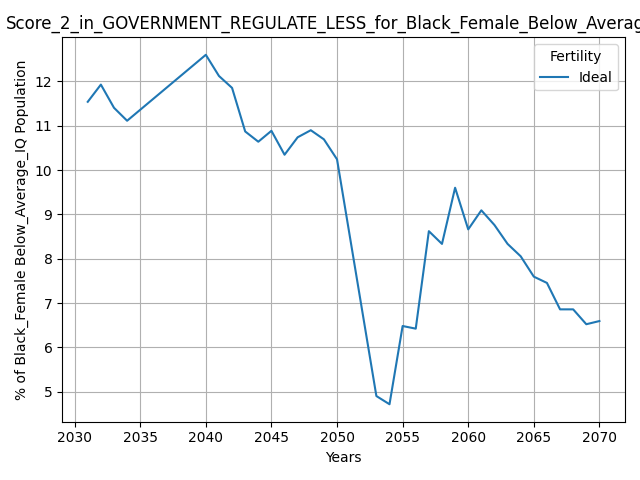 Score_2_in_GOVERNMENT_REGULATE_LESS_for_Black_Female_Below_Averag
Fertility
Ideal
% of Black_Female Below_Average_IQ Population
12
11
10
9
8
7
6
5
2030 2035 2040 2045 2050 2055 2060 2065 2070
Years